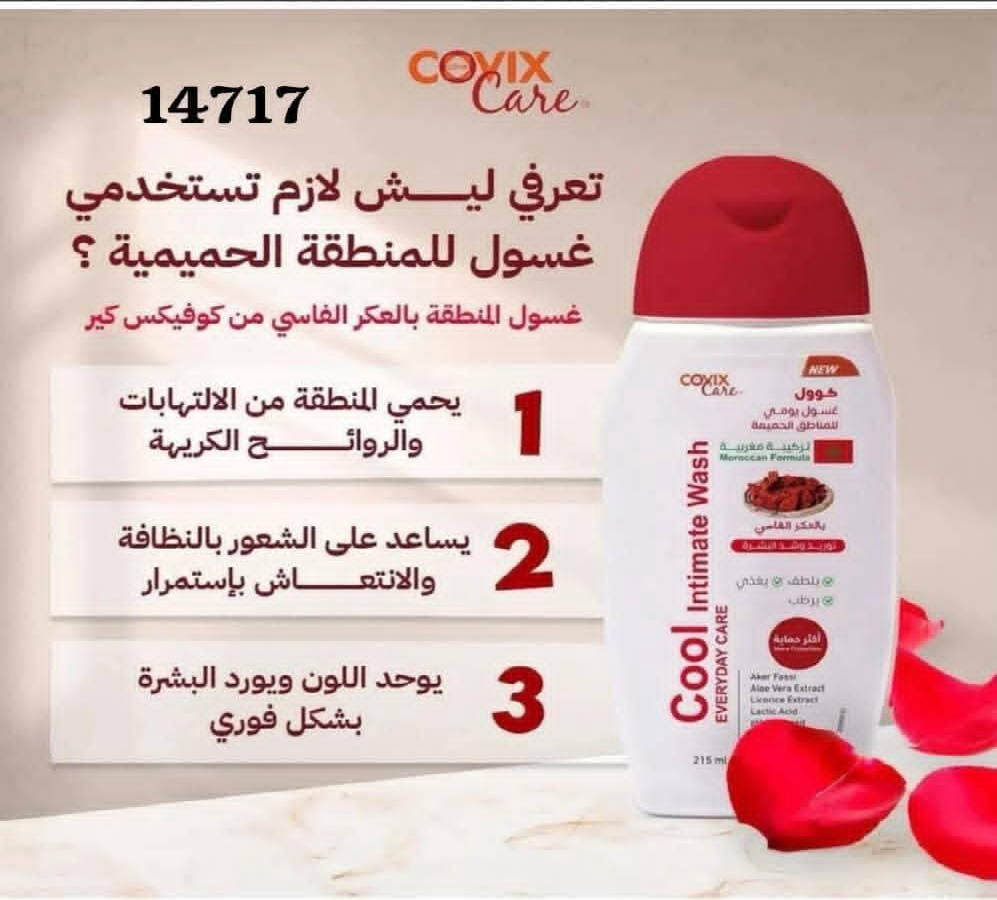 COVIX
Care
14717
تعرفي ليش لازم تستخدمي
غسول للمنطقة الحميمية ؟
غسول المنطقة بالعكر الفاسي من كوفيكس كير
1
يحمي المنطقة من الالتهابات
والروائح الكريهة
2
يساعد على الشعور بالنظافة
والانتعاش بإستمرار
3
يوحد اللون ويورد البشرة
بشكل فوري
NEW
COVIX
Care
كوول
غسول يومي
للمناطق الحميمة
تركيبة مغربية
Moroccan Formula
بالعكر الفاسي
توريد وشد البشرة
يلطف
يغذي
يرطب
أكثر حماية
More Protection
Cool Intimate Wash
EVERYDAY CARE
Aker Fassi
Aloe Vera Extract
Licorice Extract
Lactic Acid
215 ml